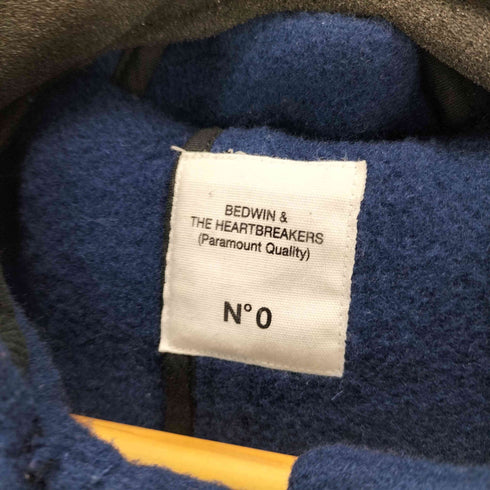 BEDWIN &
THE HEARTBREAKERS
(Paramount Quality)
N° 0